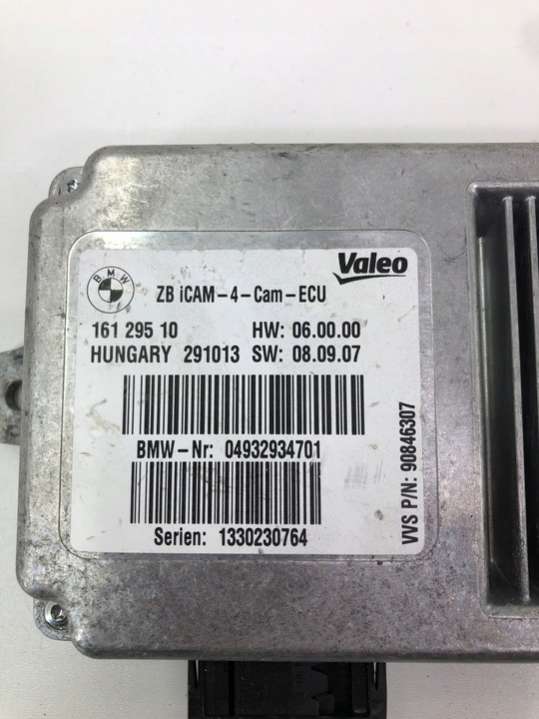 BMW
Valeo
ZB iCAM-4-Cam-ECU
161 295 10 HW: 06.00.00
HUNGARY 291013 SW: 08.09.07
BMW-Nr: 04932934701
Serien: 1330230764
VVS P/N: 90846307